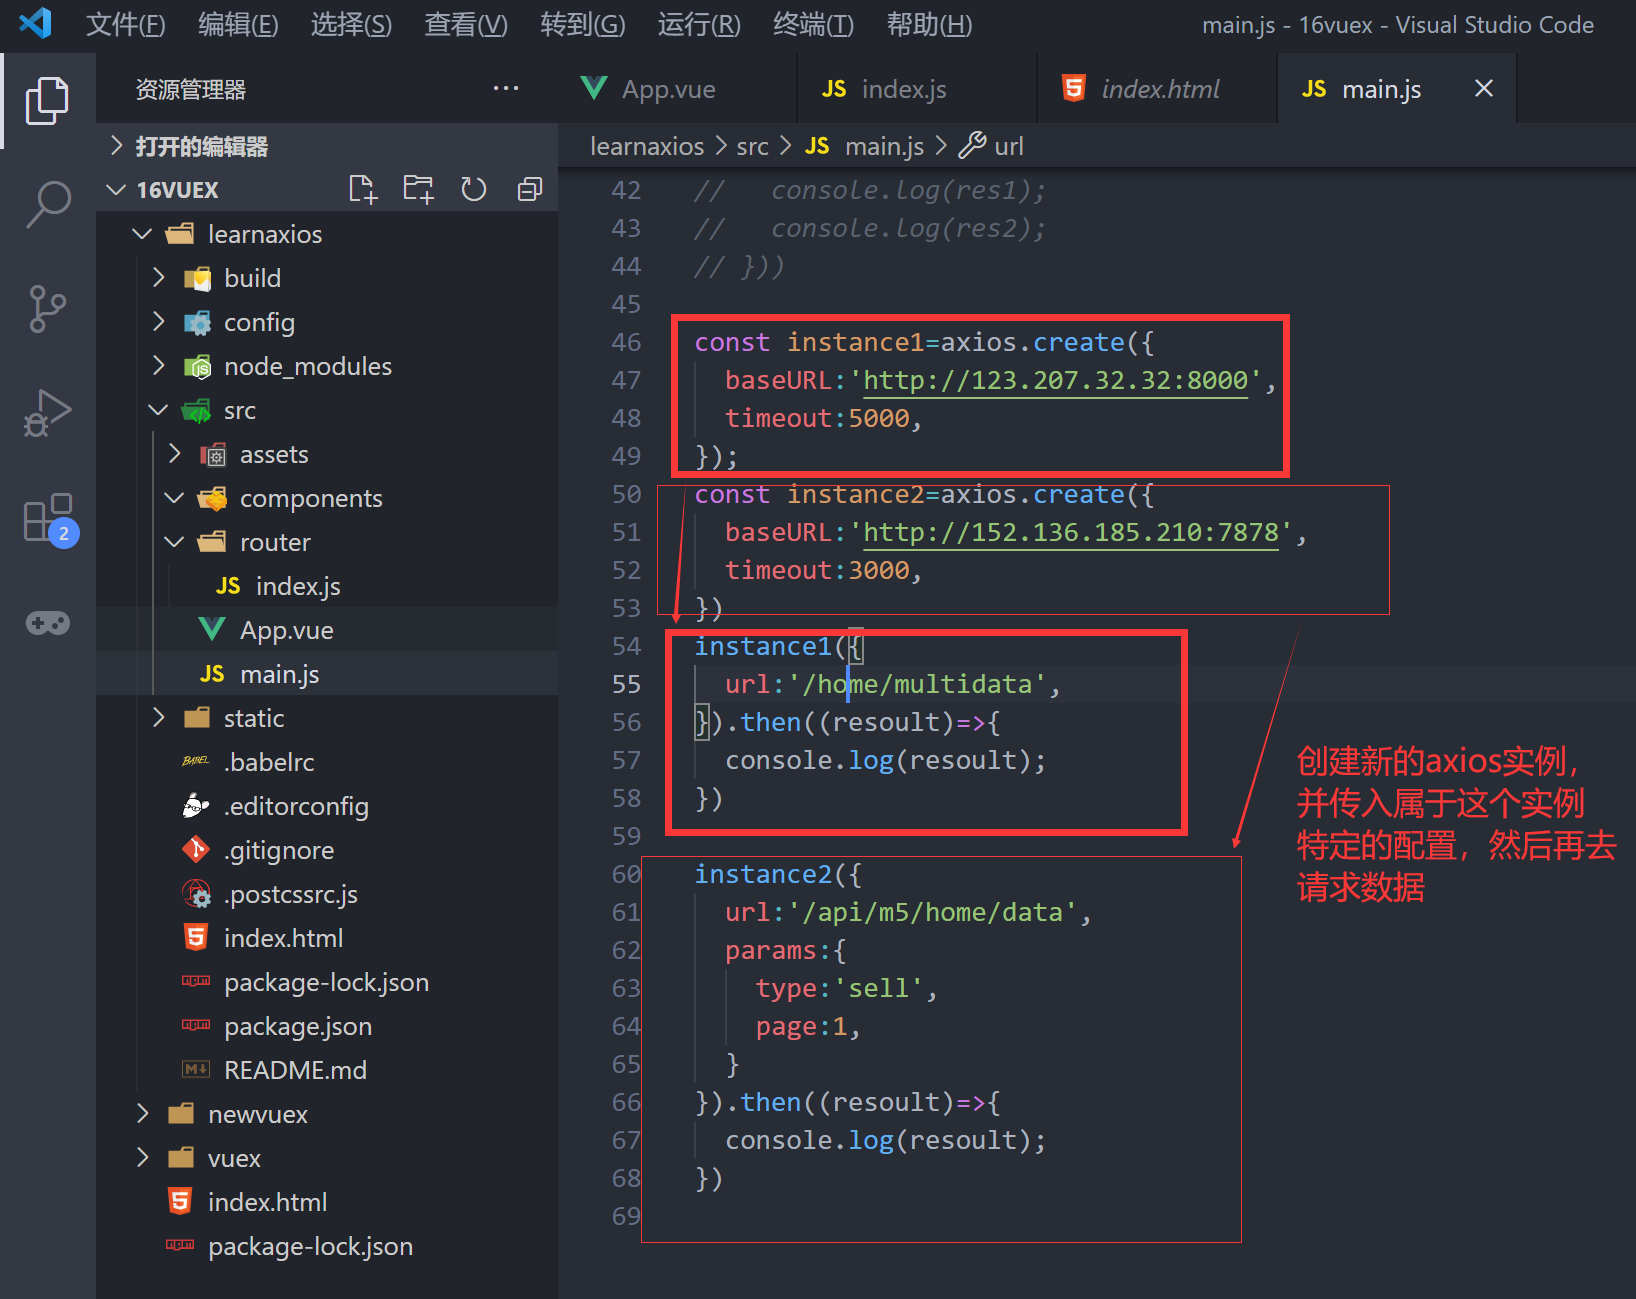 文件(F) 编辑(E) 选择(S) 查看(V) 转到(G) 运行(R) 终端(T) 帮助(H) main.js - 16vuex - Visual Studio Code
资源管理器 ···
App.vue JS index.js index.html JS main.js
learnaxios > src > JS main.js > url
打开的编辑器
16VUEX
learnaxios
build
config
node_modules
src
assets
components
router
JS index.js
App.vue
JS main.js
static
BABEL .babelrc
.editorconfig
.gitignore
.postcssrc.js
index.html
package-lock.json
package.json
README.md
newvuex
vuex
index.html
package-lock.json
2
42 //   console.log(res1);
43 //   console.log(res2);
44 // }))
45
46 const instance1=axios.create({
47   baseURL:'http://123.207.32.32:8000',
48   timeout:5000,
49 });
50 const instance2=axios.create({
51   baseURL:'http://152.136.185.210:7878',
52   timeout:3000,
53 })
54 instance1({
55   url:'/home/multidata',
56 }).then((resoult)=>{
57   console.log(resoult);
58 })
59
60 instance2({
61   url:'/api/m5/home/data',
62   params:{
63     type:'sell',
64     page:1,
65   }
66 }).then((resoult)=>{
67   console.log(resoult);
68 })
69
创建新的axios实例，
并传入属于这个实例
特定的配置，然后再去
请求数据